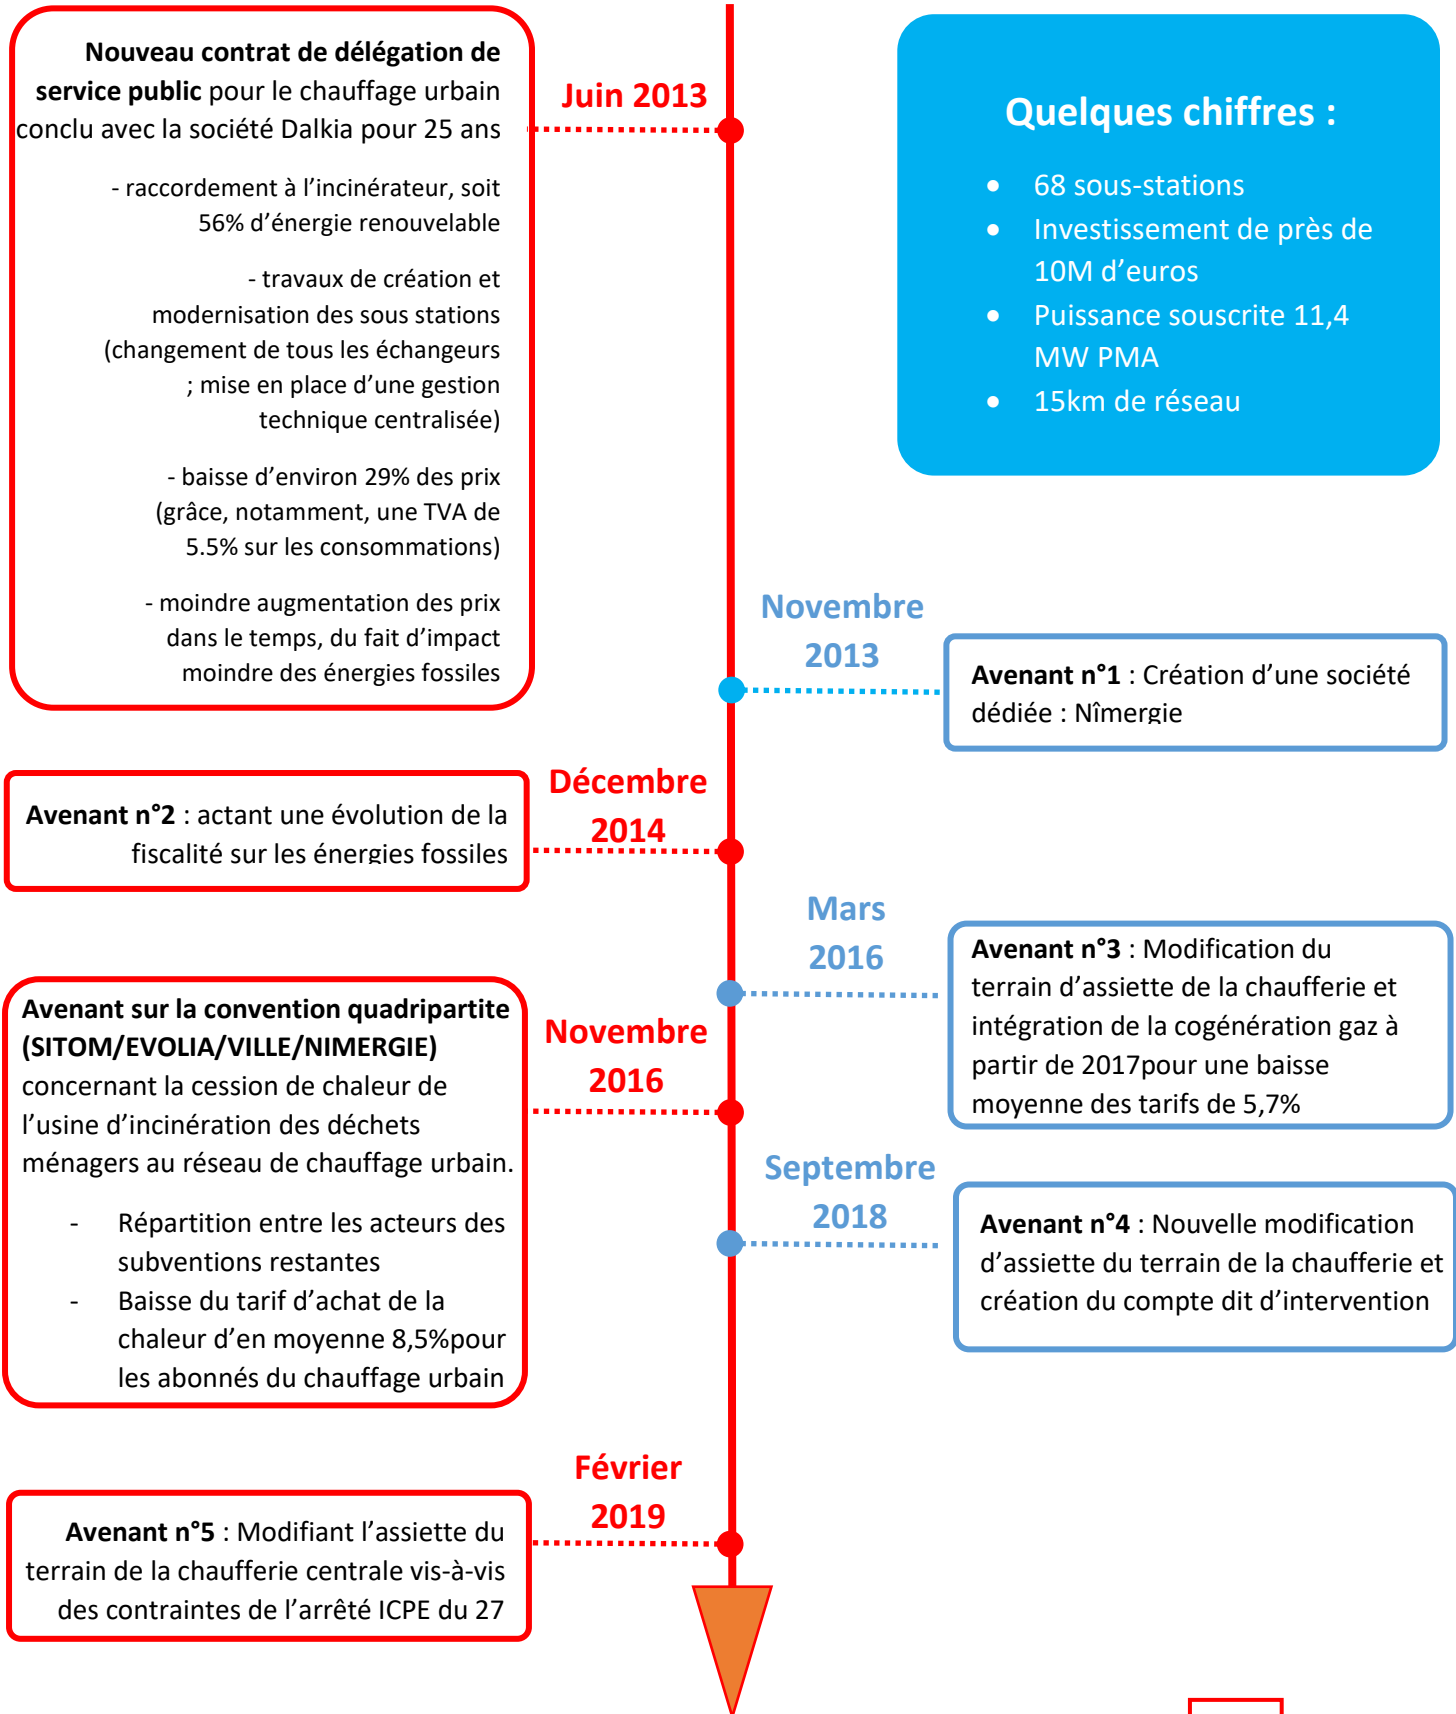 Nouveau contrat de délégation de
service public pour le chauffage urbain
conclu avec la société Dalkia pour 25 ans
- raccordement à l'incinérateur, soit
56% d'énergie renouvelable
- travaux de création et
modernisation des sous stations
(changement de tous les échangeurs
; mise en place d'une gestion
technique centralisée)
- baisse d'environ 29% des prix
(grâce, notamment, une TVA de
5.5% sur les consommations)
- moindre augmentation des prix
dans le temps, du fait d'impact
moindre des énergies fossiles
Juin 2013
Quelques chiffres :
• 68 sous-stations
• Investissement de près de
10M d'euros
• Puissance souscrite 11,4
MW PMA
• 15km de réseau
Novembre
2013
Avenant n°1 : Création d'une société
dédiée : Nîmergie
Décembre
2014
Avenant n°2 : actant une évolution de la
fiscalité sur les énergies fossiles
Mars
2016
Avenant n°3 : Modification du
terrain d'assiette de la chaufferie et
intégration de la cogénération gaz à
partir de 2017pour une baisse
moyenne des tarifs de 5,7%
Novembre
2016
Avenant sur la convention quadripartite
(SITOM/EVOLIA/VILLE/NIMERGIE)
concernant la cession de chaleur de
l'usine d'incinération des déchets
ménagers au réseau de chauffage urbain.
- Répartition entre les acteurs des
subventions restantes
- Baisse du tarif d'achat de la
chaleur d'en moyenne 8,5%pour
les abonnés du chauffage urbain
Septembre
2018
Avenant n°4 : Nouvelle modification
d'assiette du terrain de la chaufferie et
création du compte dit d'intervention
Février
2019
Avenant n°5 : Modifiant l'assiette du
terrain de la chaufferie centrale vis-à-vis
des contraintes de l'arrêté ICPE du 27